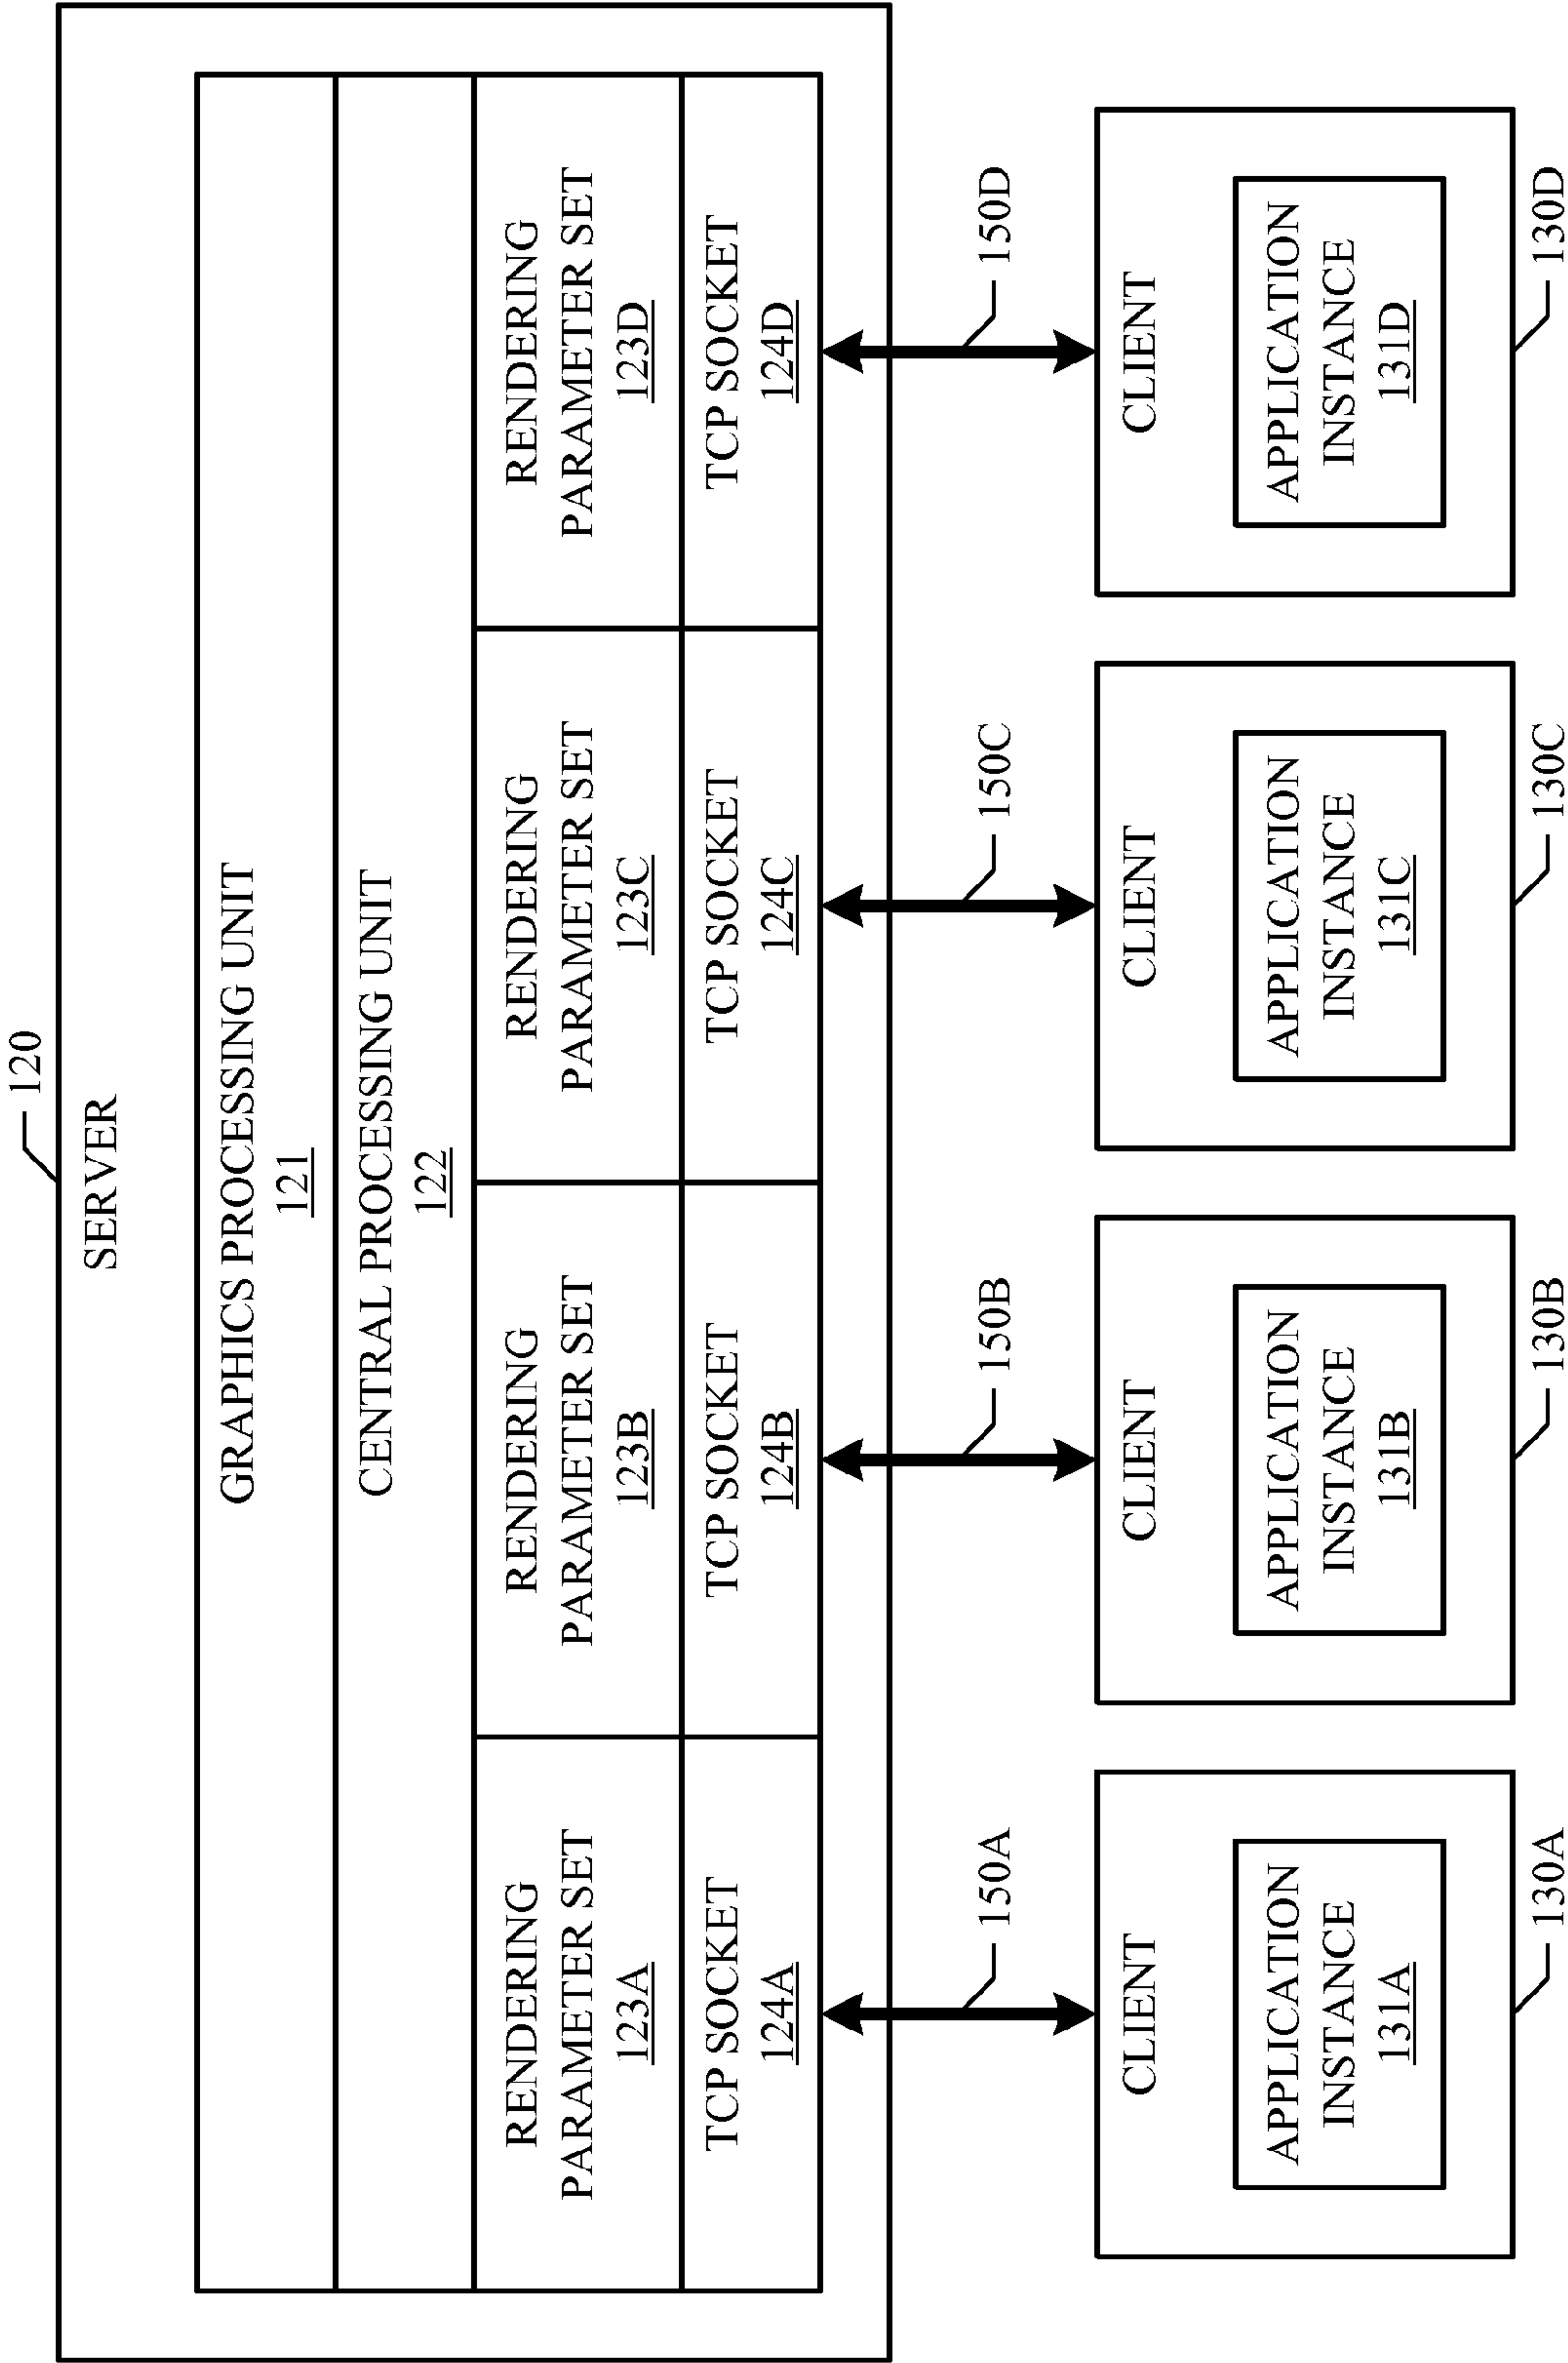 120
SERVER
GRAPHICS PROCESSING UNIT
121
CENTRAL PROCESSING UNIT
122
RENDERING
PARAMETER SET
123A
RENDERING
PARAMETER SET
123B
RENDERING
PARAMETER SET
123C
RENDERING
PARAMETER SET
123D
TCP SOCKET
124A
TCP SOCKET
124B
TCP SOCKET
124C
TCP SOCKET
124D
150A
150B
150C
150D
CLIENT
APPLICATION
INSTANCE
131A
130A
CLIENT
APPLICATION
INSTANCE
131B
130B
CLIENT
APPLICATION
INSTANCE
131C
130C
CLIENT
APPLICATION
INSTANCE
131D
130D